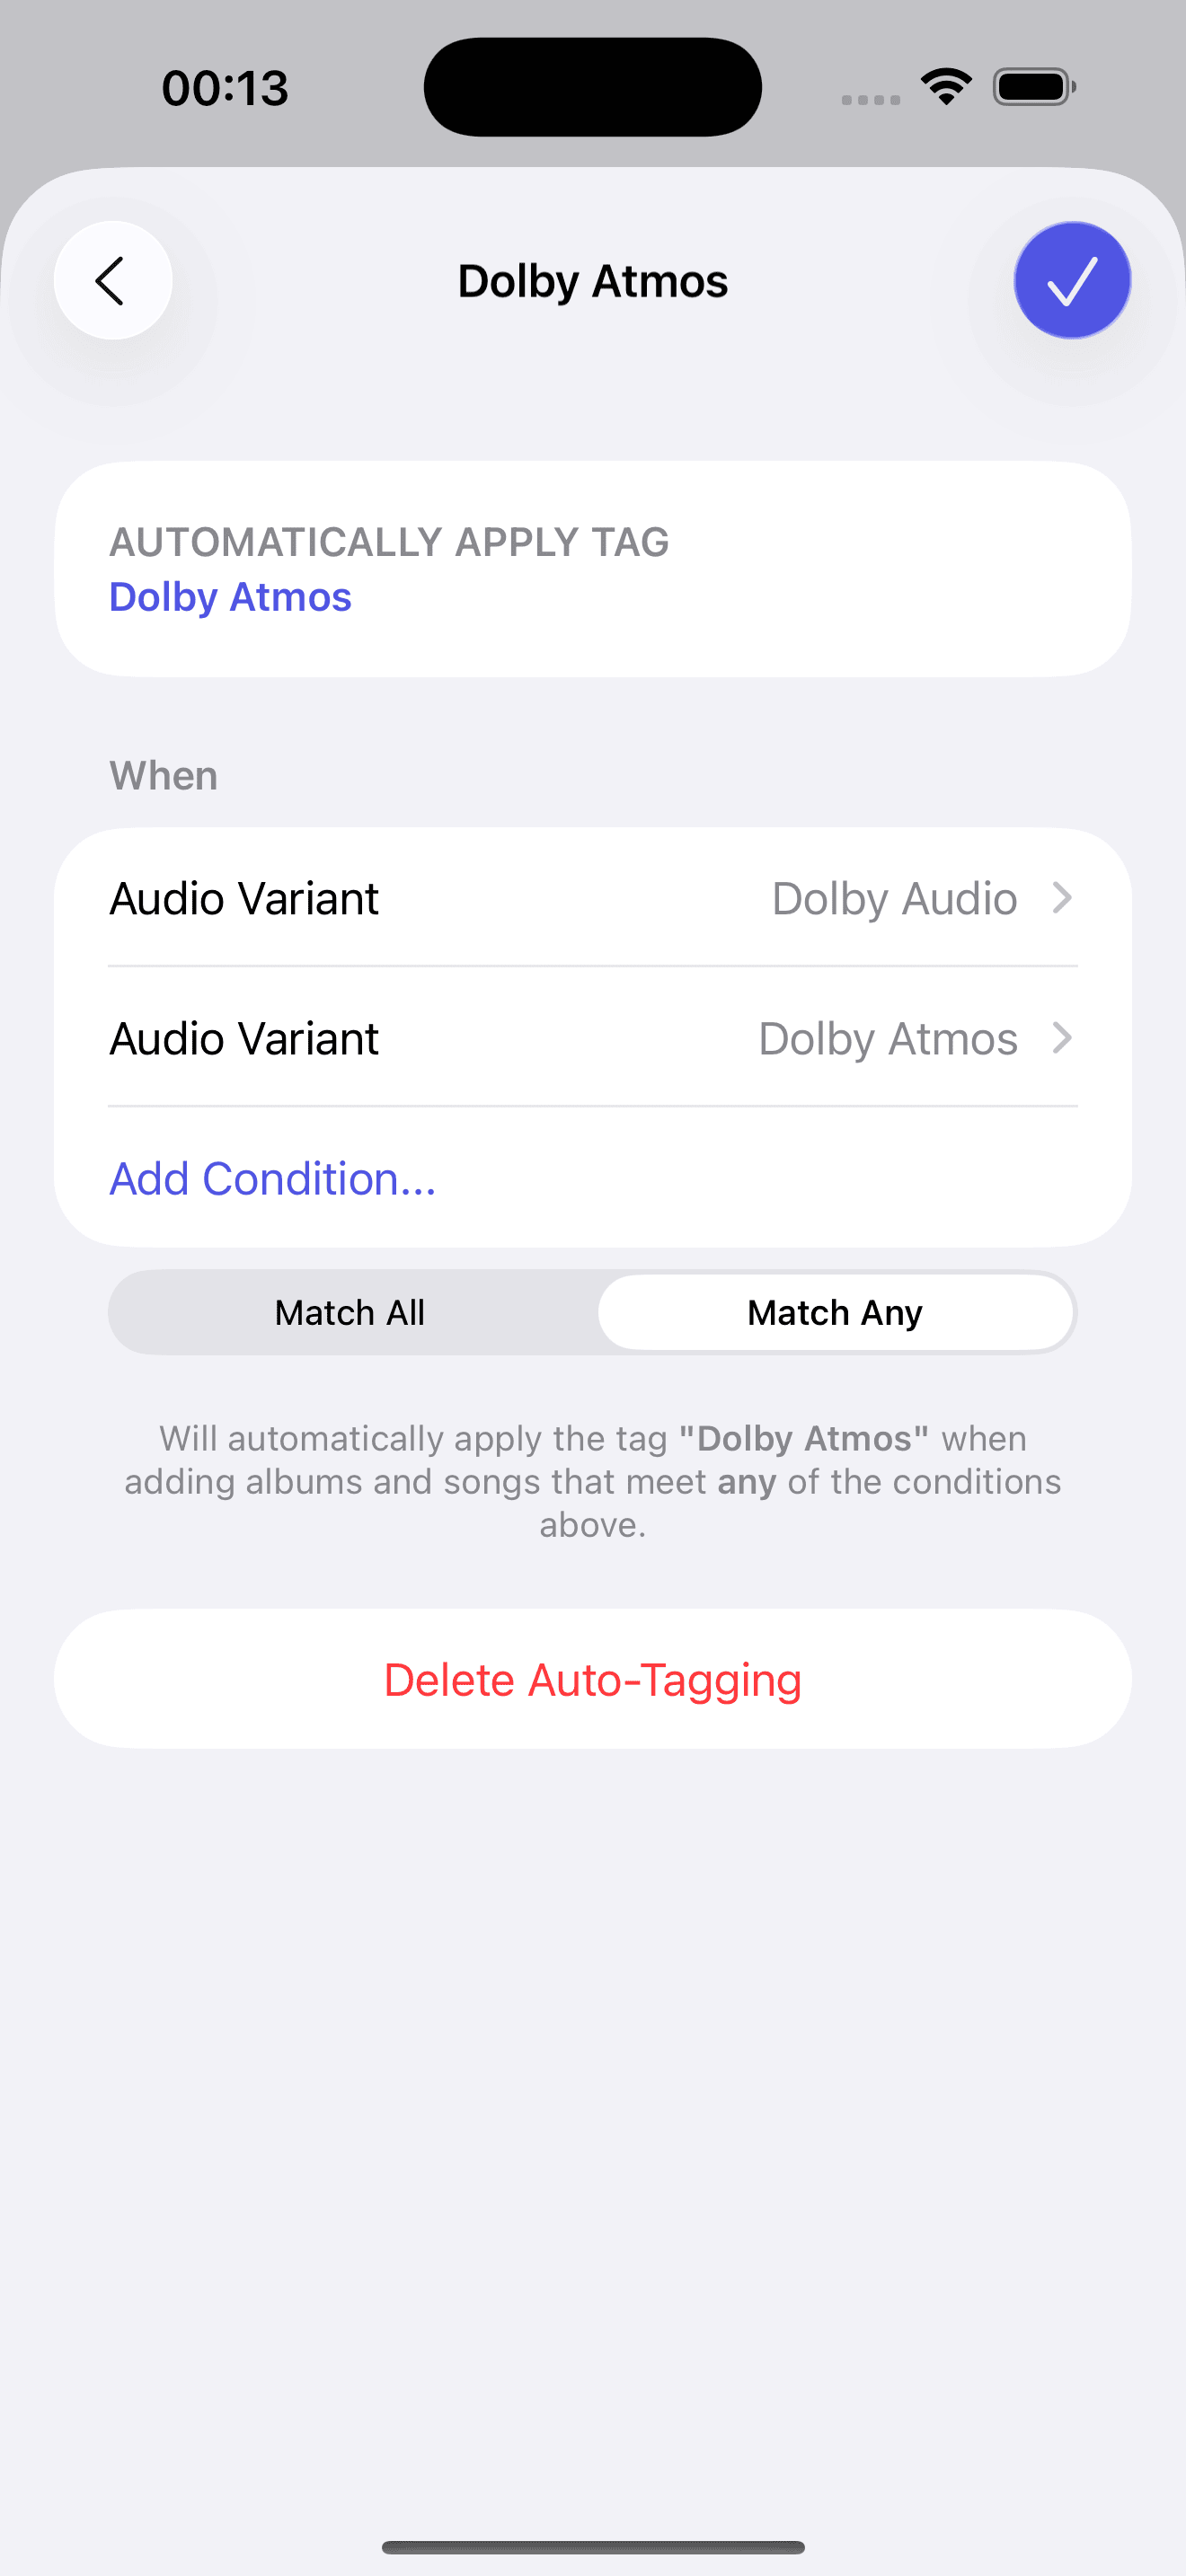 00:13
Dolby Atmos
AUTOMATICALLY APPLY TAG
Dolby Atmos
When
Audio Variant Dolby Audio
Audio Variant Dolby Atmos
Add Condition...
Match All Match Any
Will automatically apply the tag "Dolby Atmos" when
adding albums and songs that meet any of the conditions
above.
Delete Auto-Tagging